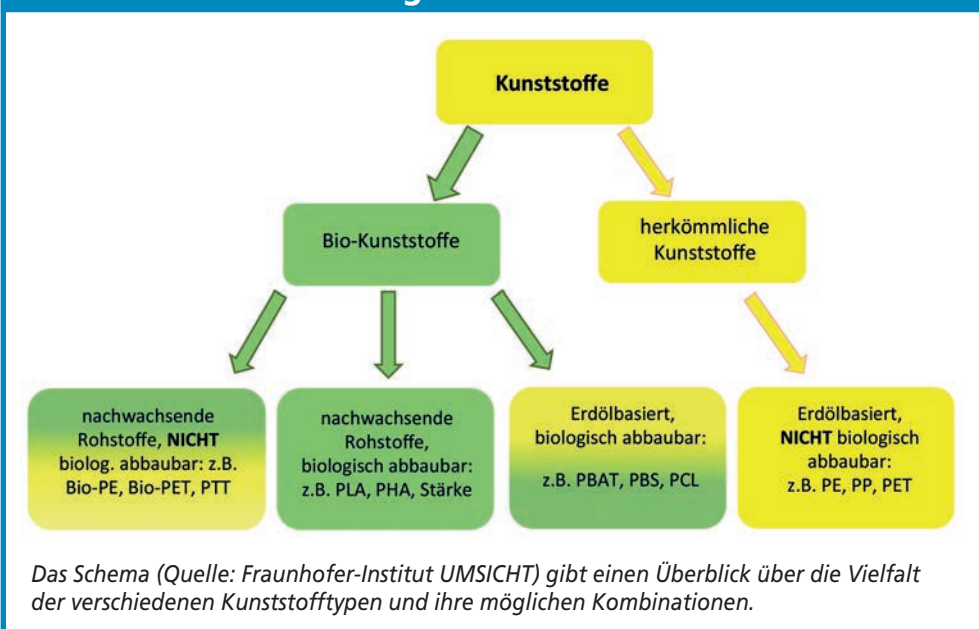 Kunststoffe
Bio-Kunststoffe
herkömmliche
Kunststoffe
nachwachsende
Rohstoffe, NICHT
biolog. abbaubar: z.B.
Bio-PE, Bio-PET, PTT
nachwachsende
Rohstoffe,
biologisch abbaubar:
z.B. PLA, PHA, Stärke
Erdölbasiert,
biologisch abbaubar:
z.B. PBAT, PBS, PCL
Erdölbasiert,
NICHT biologisch
abbaubar:
z.B. PE, PP, PET
Das Schema (Quelle: Fraunhofer-Institut UMSICHT) gibt einen Überblick über die Vielfalt
der verschiedenen Kunststofftypen und ihre möglichen Kombinationen.